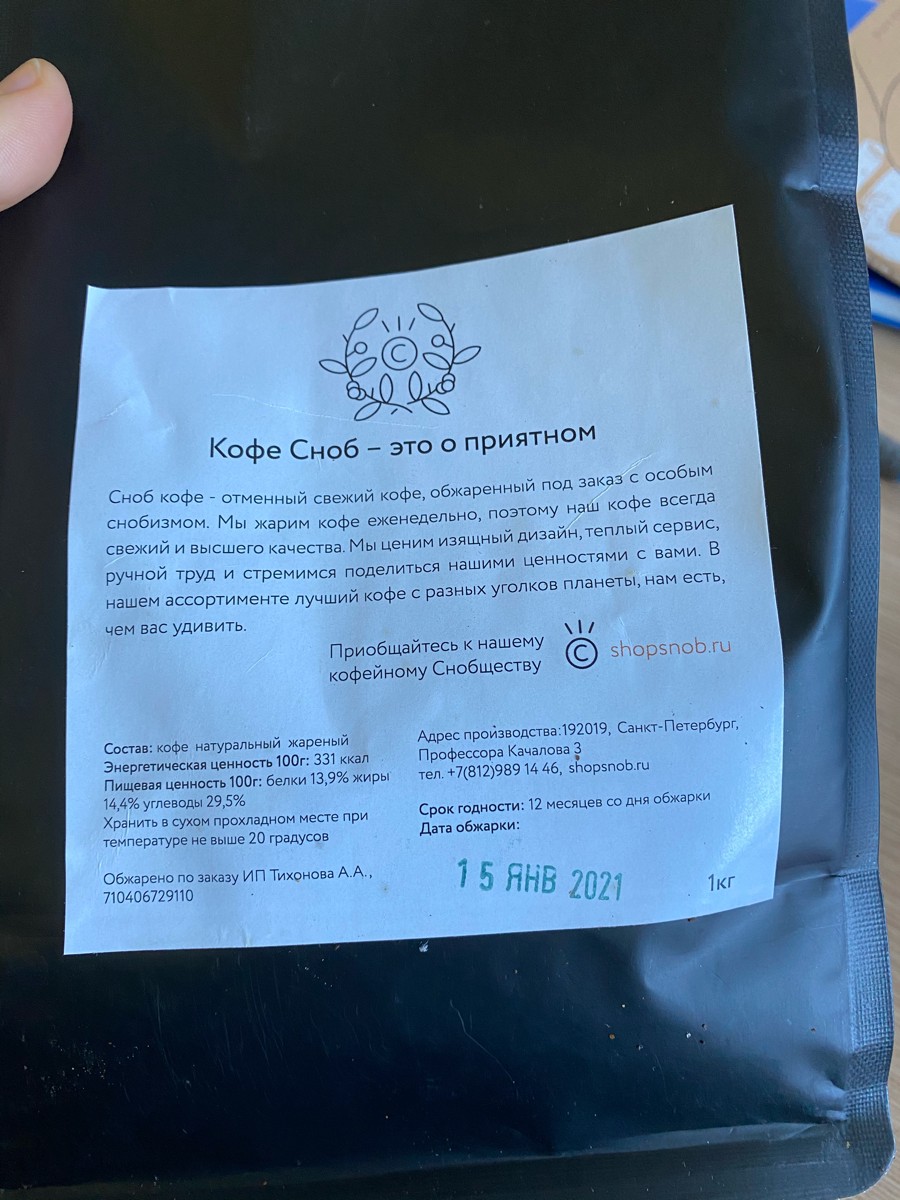 ©
Кофе Сноб – это о приятном
Сноб кофе - отменный свежий кофе, обжаренный под заказ с особым
снобизмом. Мы жарим кофе еженедельно, поэтому наш кофе всегда
свежий и высшего качества. Мы ценим изящный дизайн, теплый сервис,
ручной труд и стремимся поделиться нашими ценностями с вами. В
нашем ассортименте лучший кофе с разных уголков планеты, нам есть,
чем вас удивить.
Приобщайтесь к нашему
кофейному Снобществу
© shopsnob.ru
Состав: кофе натуральный жареный
Энергетическая ценность 100г: 331 ккал
Пищевая ценность 100г: белки 13,9% жиры
14,4% углеводы 29,5%
Хранить в сухом прохладном месте при
температуре не выше 20 градусов
Обжарено по заказу ИП Тихонова А.А.,
710406729110
Адрес производства:192019, Санкт-Петербург,
Профессора Качалова 3
тел. +7(812)989 14 46, shopsnob.ru
Срок годности: 12 месяцев со дня обжарки
Дата обжарки:
15 ЯНВ 2021
1кг